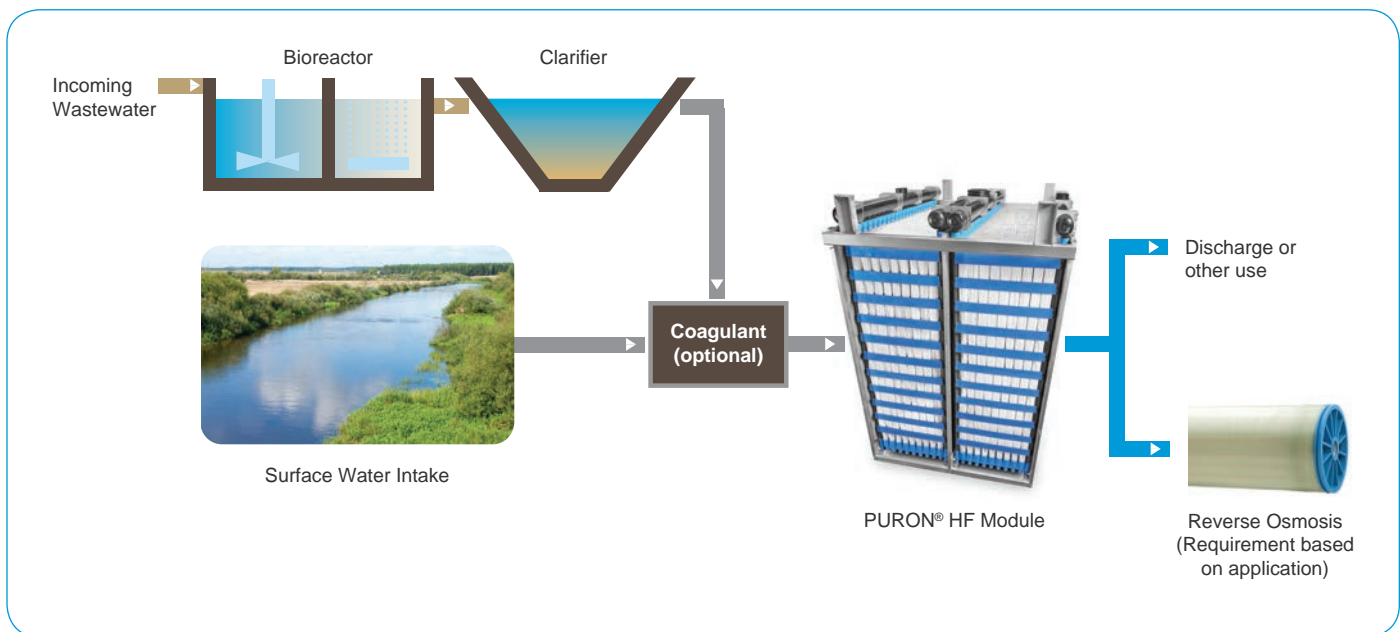 Bioreactor
Clarifier
Incoming
Wastewater
Coagulant
(optional)
Discharge or
other use
Surface Water Intake
PURON® HF Module
Reverse Osmosis
(Requirement based
on application)